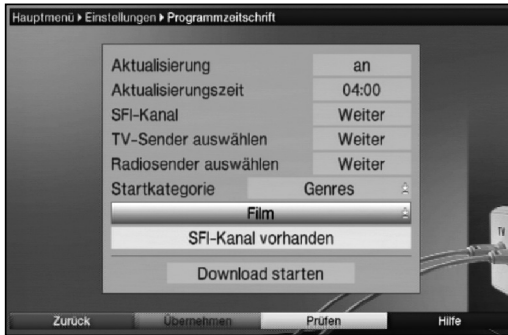 Hauptmenü ▸ Einstellungen ▸ Programmzeitschrift
Aktualisierung an
Aktualisierungszeit 04:00
SFI-Kanal Weiter
TV-Sender auswählen Weiter
Radiosender auswählen Weiter
Startkategorie Genres
Film
SFI-Kanal vorhanden
Download starten
TV
Zurück Übernehmen Prüfen Hilfe